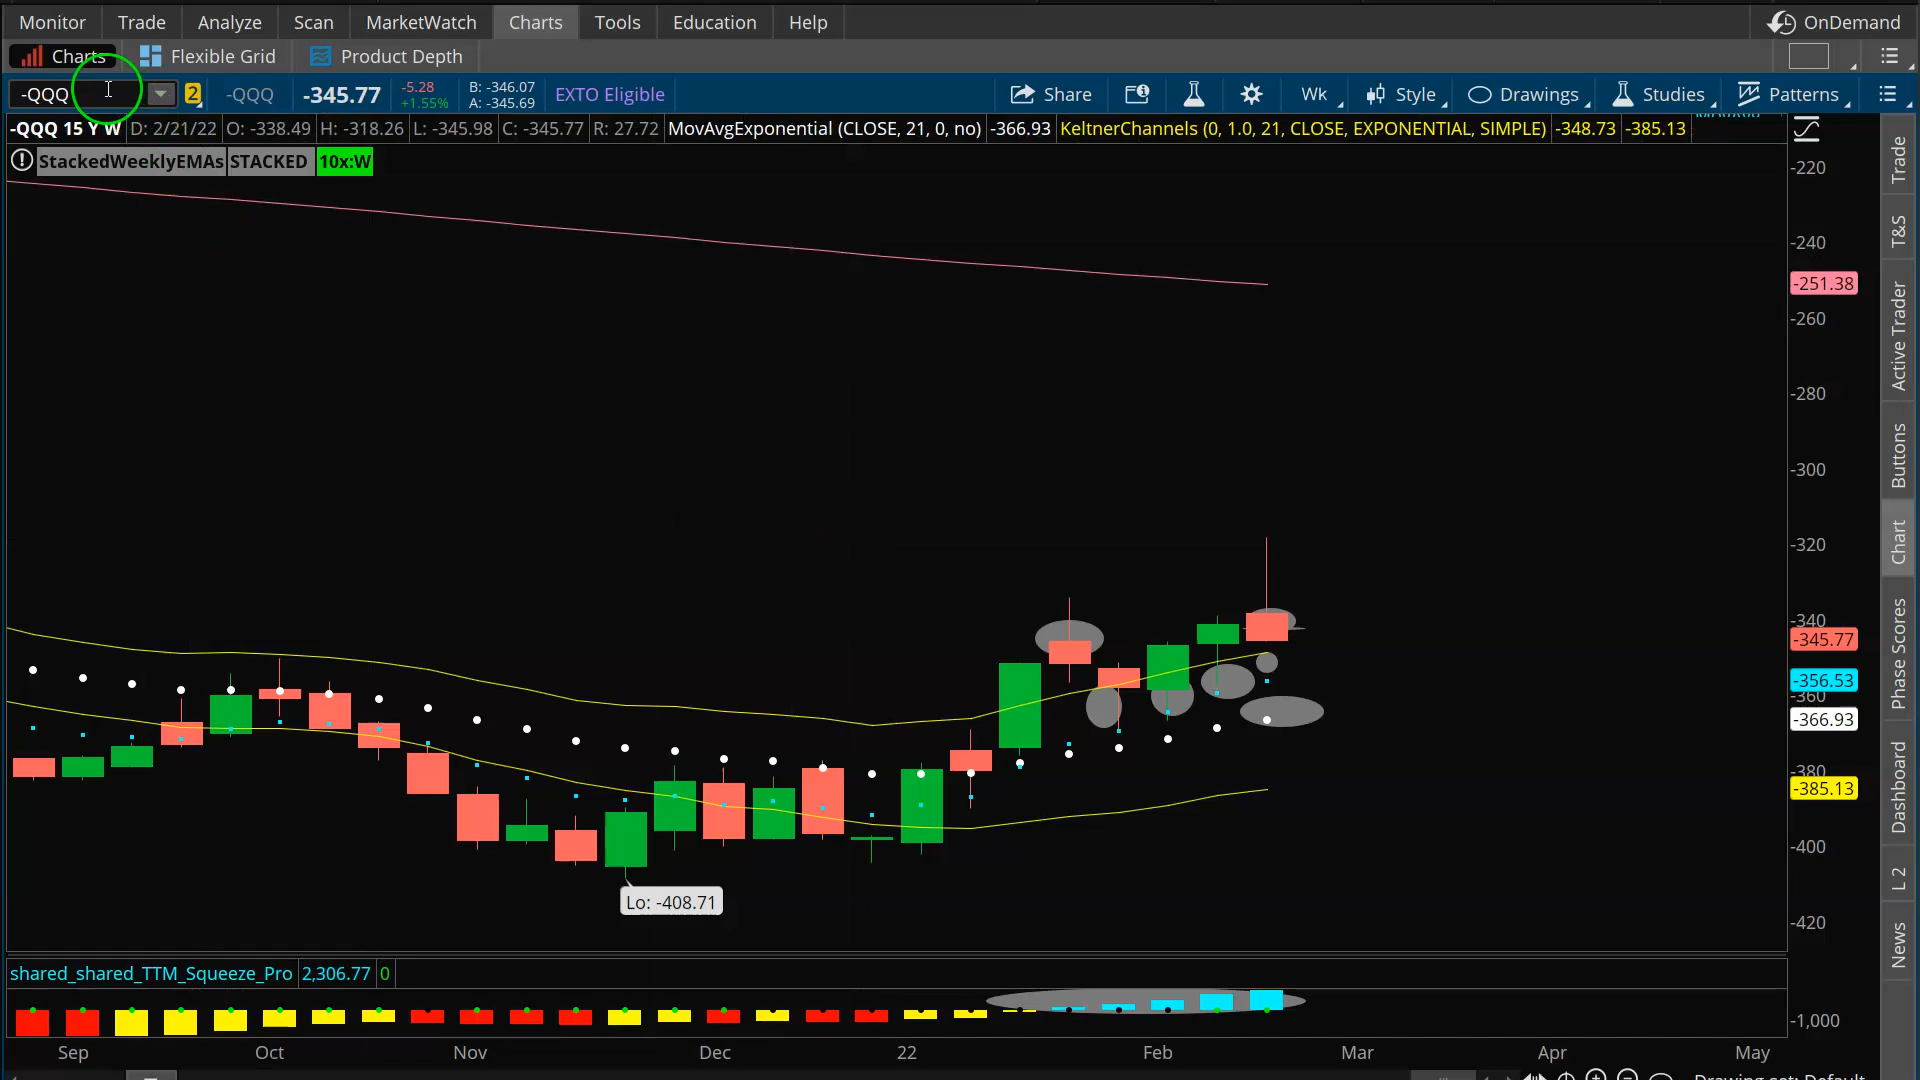 Monitor Trade Analyze Scan MarketWatch Charts Tools Education Help OnDemand
Charts Flexible Grid Product Depth
-QQQ 2 -QQQ -345.77 -5.28 +1.55% B: -346.07 A: -345.69 EXTO Eligible Share Wk Style Drawings Studies Patterns
-QQQ 15 Y W D: 2/21/22 O: -338.49 H: -318.26 L: -345.98 C: -345.77 R: 27.72 MovAvgExponential (CLOSE, 21, 0, no) -366.93 KeltnerChannels (0, 1.0, 21, CLOSE, EXPONENTIAL, SIMPLE) -348.73 -385.13
StackedWeeklyEMAs STACKED 10x:W
-220
-240
-251.38
-260
-280
-300
-320
-340
-345.77
-356.53
-360
-366.93
-380
-385.13
-400
-420
Lo: -408.71
Trade
T&S
Active Trader
Buttons
Chart
Phase Scores
Dashboard
L 2
News
shared_shared_TTM_Squeeze_Pro 2,306.77 0
-1,000
Sep Oct Nov Dec 22 Feb Mar Apr May
Drawing set: Default